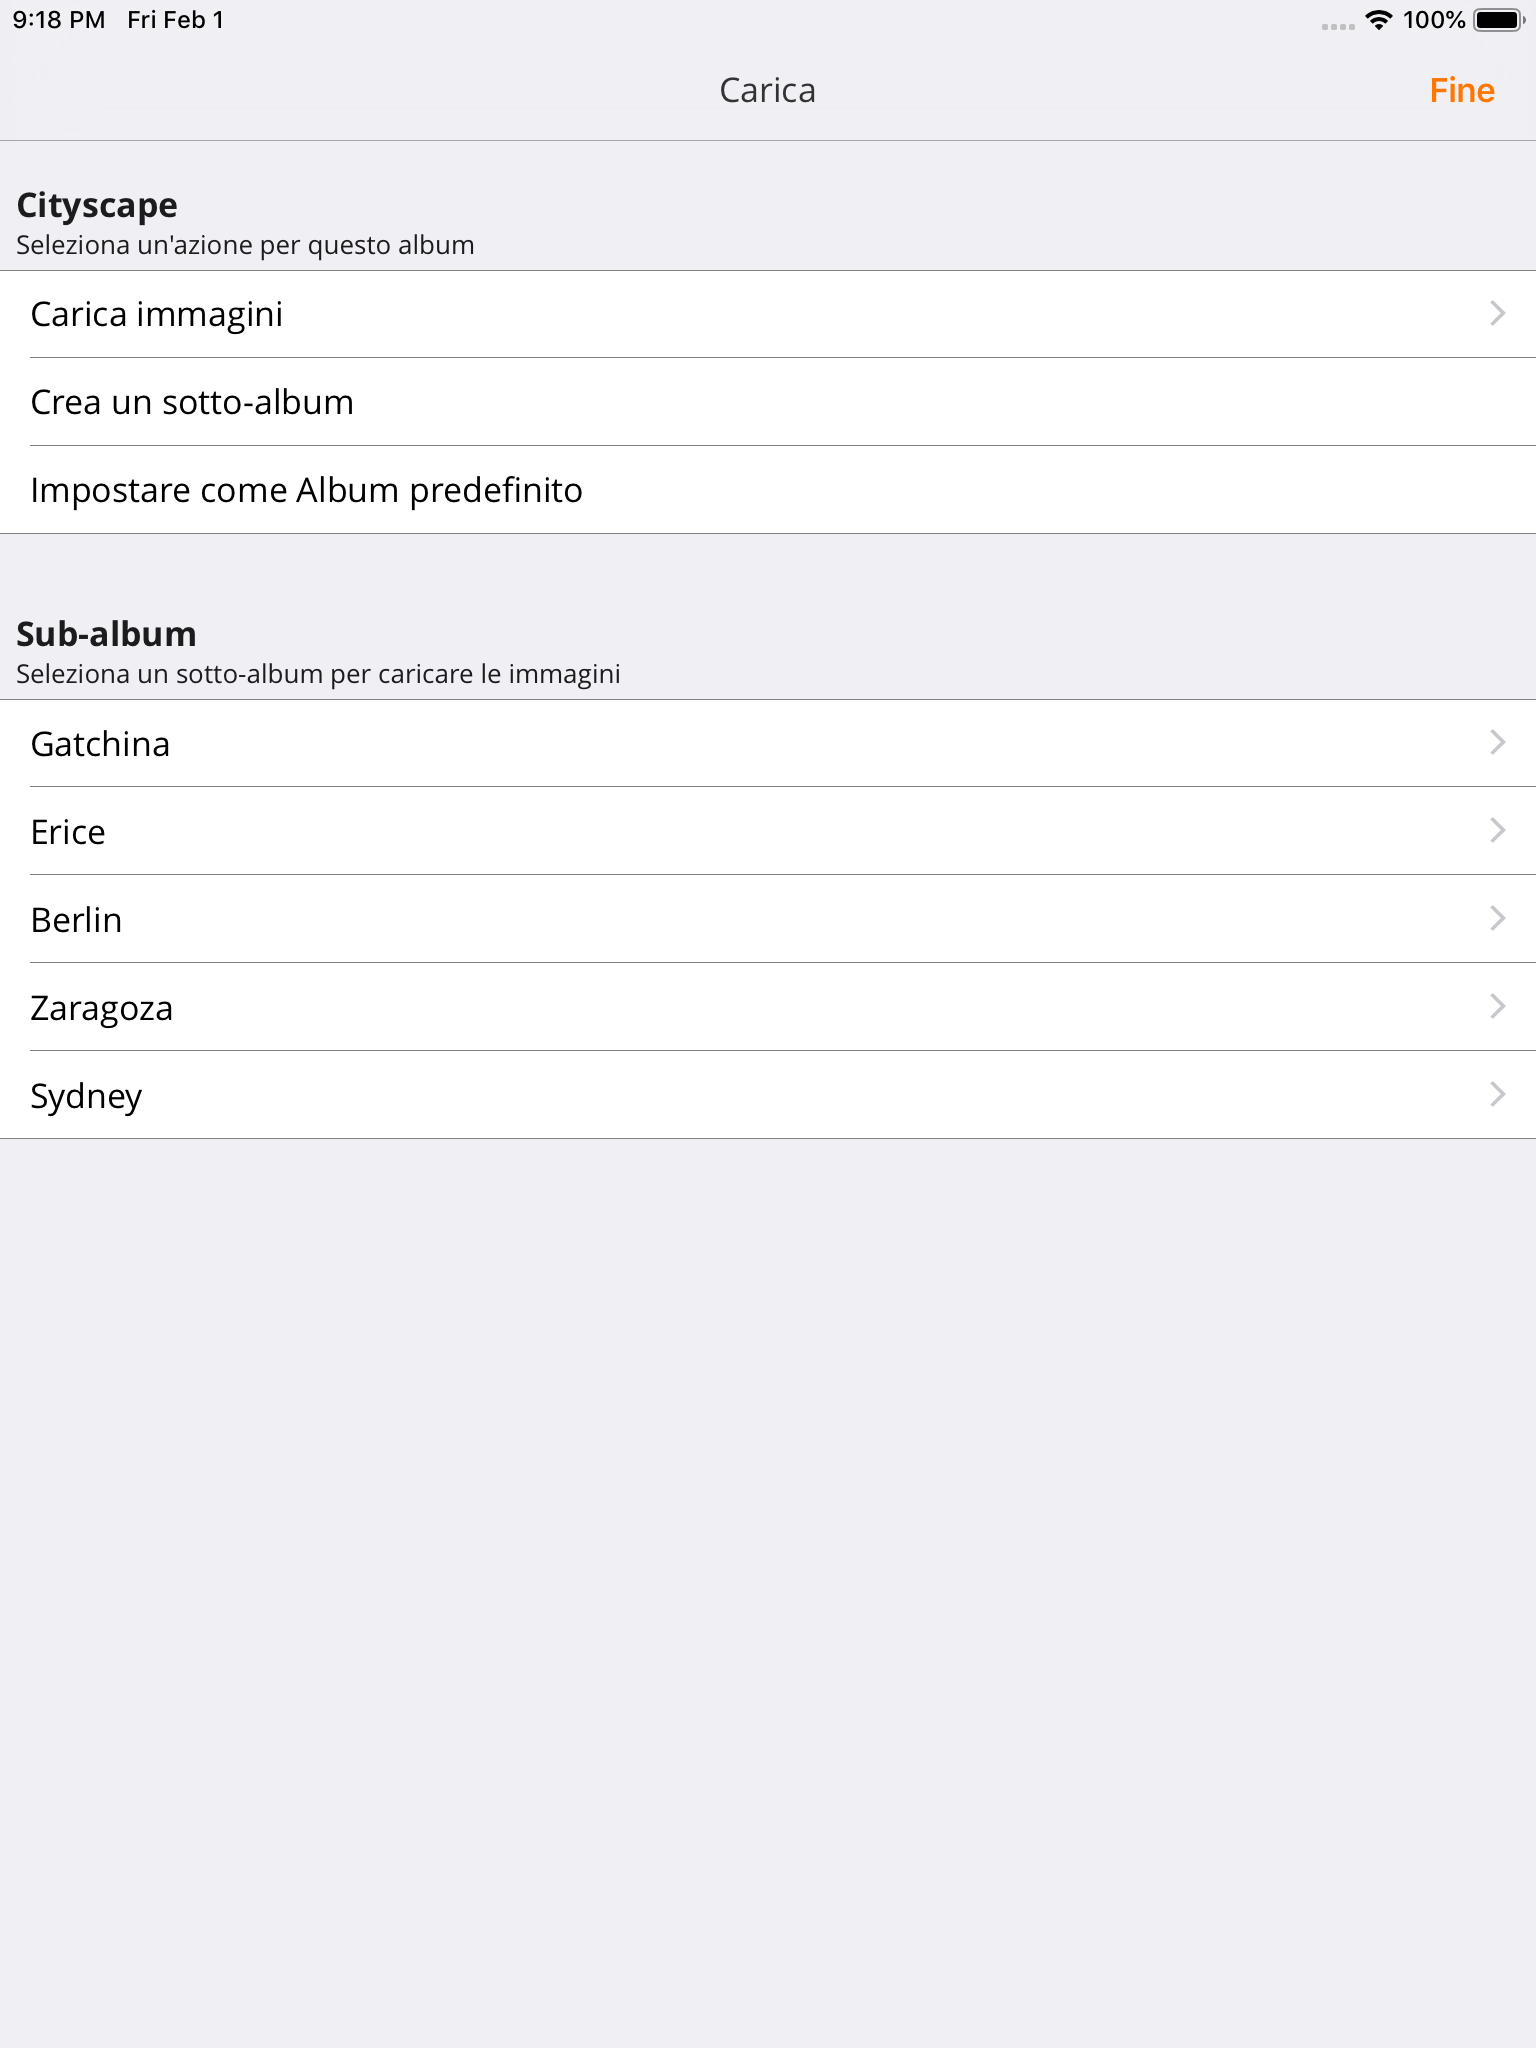 9:18 PM Fri Feb 1 100%
Carica Fine
Cityscape
Seleziona un'azione per questo album
Carica immagini
Crea un sotto-album
Impostare come Album predefinito
Sub-album
Seleziona un sotto-album per caricare le immagini
Gatchina
Erice
Berlin
Zaragoza
Sydney